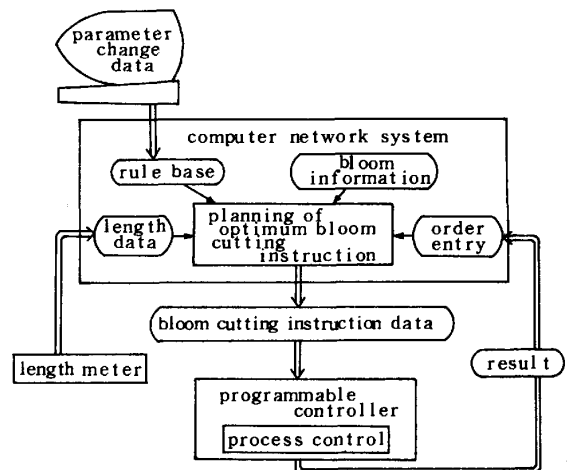 parameter
change
data
computer network system
rule base
bloom
information
length
data
planning of
optimum bloom
cutting
instruction
order
entry
bloom cutting instruction data
length meter
result
programmable
controller
process control